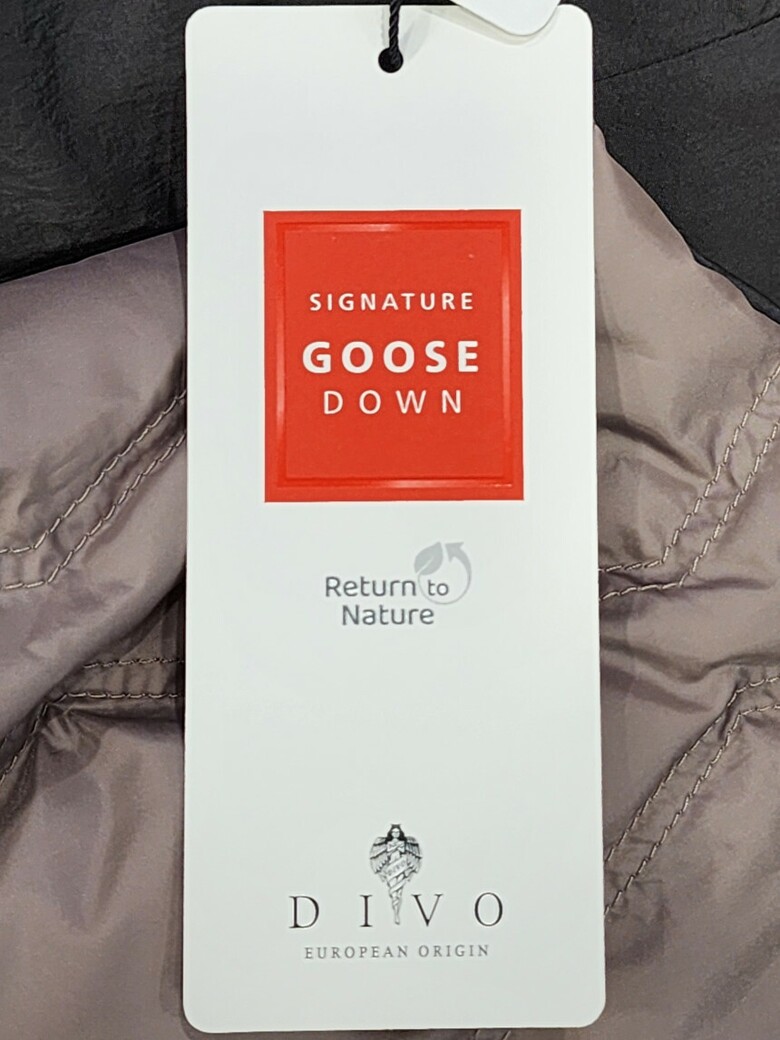 SIGNATURE
GOOSE
DOWN
Return to
Nature
DIVO
EUROPEAN ORIGIN